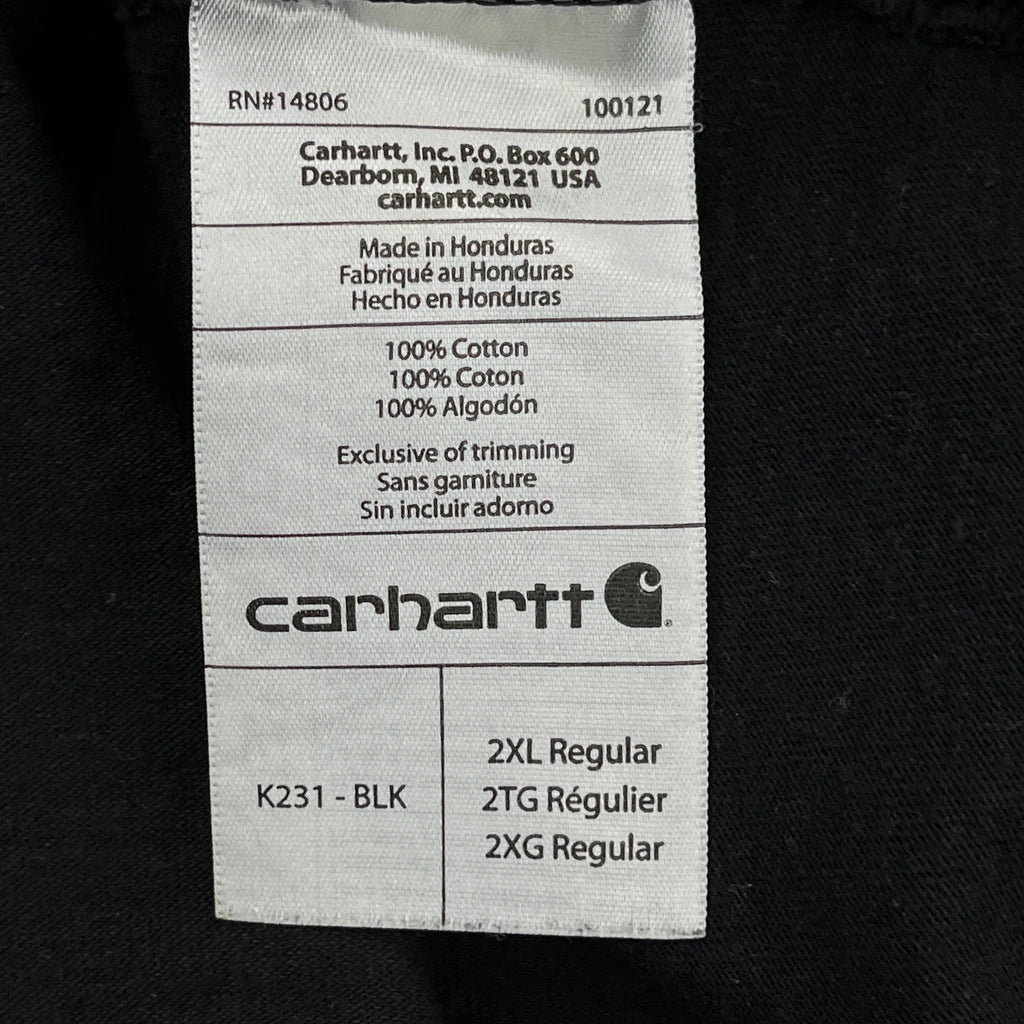 RN#14806 100121
Carhartt, Inc. P.O. Box 600
Dearborn, MI 48121 USA
carhartt.com
Made in Honduras
Fabriqué au Honduras
Hecho en Honduras
100% Cotton
100% Coton
100% Algodón
Exclusive of trimming
Sans garniture
Sin incluir adorno
carhartt
K231 - BLK
2XL Regular
2TG Régulier
2XG Regular